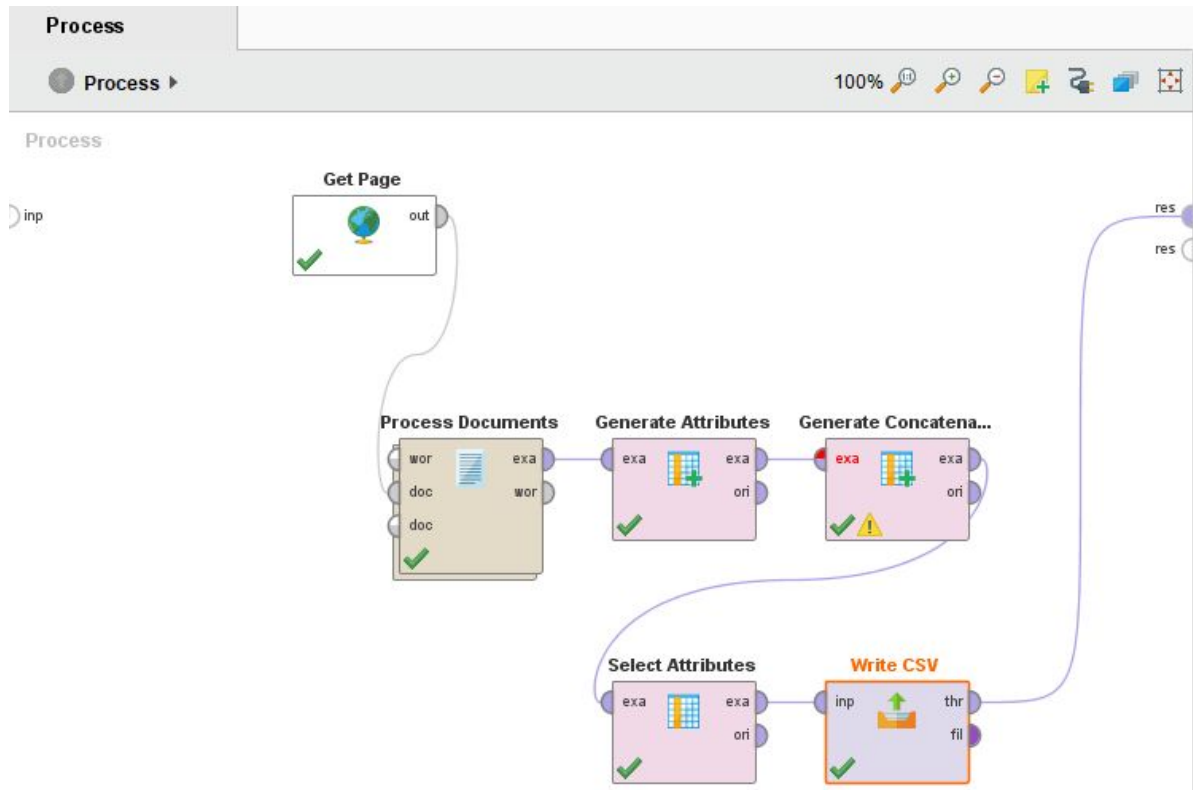 Process
Process
100%
Process
Get Page
inp
out
res
res
Process Documents
Generate Attributes
Generate Concatena...
wor
exa
exa
exa
exa
exa
doc
wor
ori
ori
doc
Select Attributes
Write CSV
exa
exa
inp
thr
ori
fil